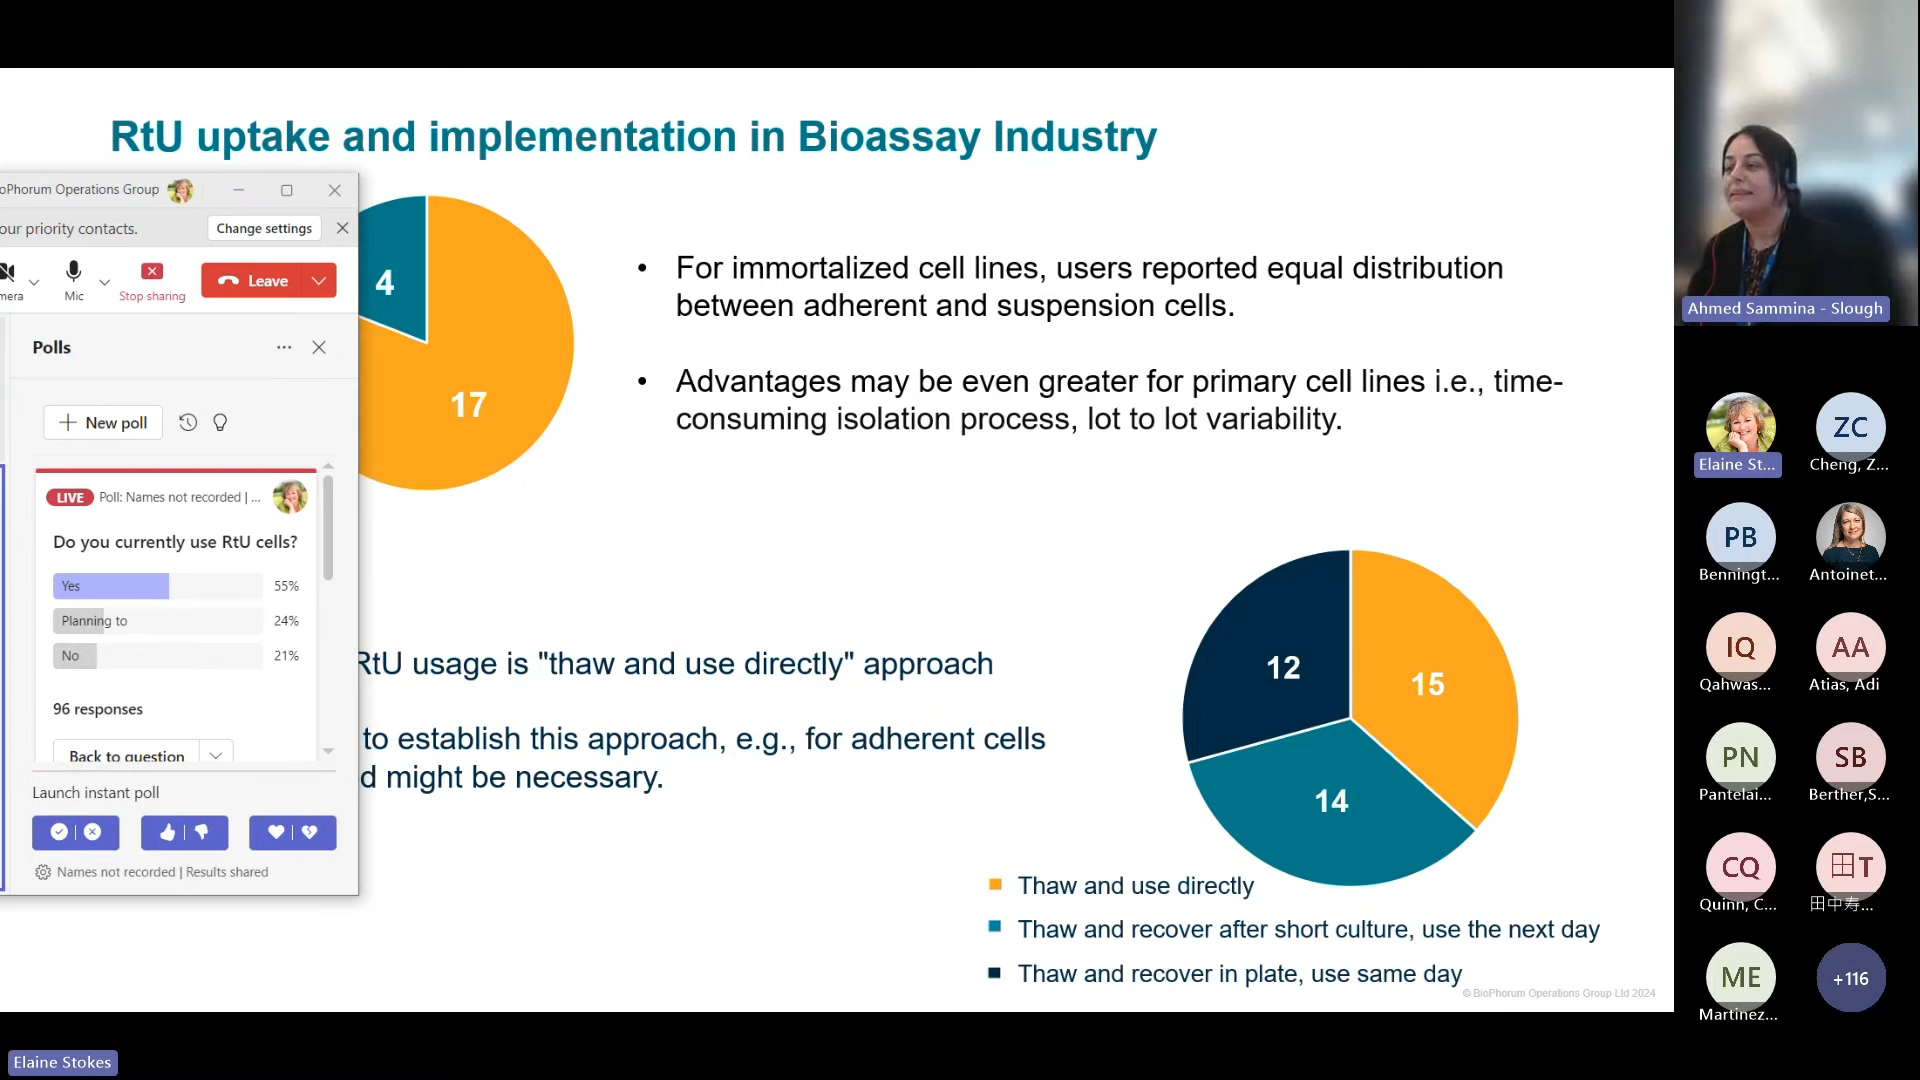 RtU uptake and implementation in Bioassay Industry
oPhorum Operations Group
our priority contacts.
Change settings
mera
Mic
Stop sharing
Leave
Polls
New poll
LIVE
Poll: Names not recorded | ...
Do you currently use RtU cells?
Yes
55%
Planning to
24%
No
21%
96 responses
Back to question
Launch instant poll
Names not recorded | Results shared
4
17
• For immortalized cell lines, users reported equal distribution
between adherent and suspension cells.
• Advantages may be even greater for primary cell lines i.e., time-
consuming isolation process, lot to lot variability.
RtU usage is "thaw and use directly" approach
to establish this approach, e.g., for adherent cells
d might be necessary.
12
15
14
Thaw and use directly
Thaw and recover after short culture, use the next day
Thaw and recover in plate, use same day
© BioPhorum Operations Group Ltd 2024
Ahmed Sammina - Slough
Elaine St...
ZC
Cheng, Z...
PB
Benningt...
Antoinet...
IQ
Qahwas...
AA
Atias, Adi
PN
Pantelai...
SB
Berther,S...
CQ
Quinn, C...
田T
田中寿...
ME
Martinez...
+116
Elaine Stokes